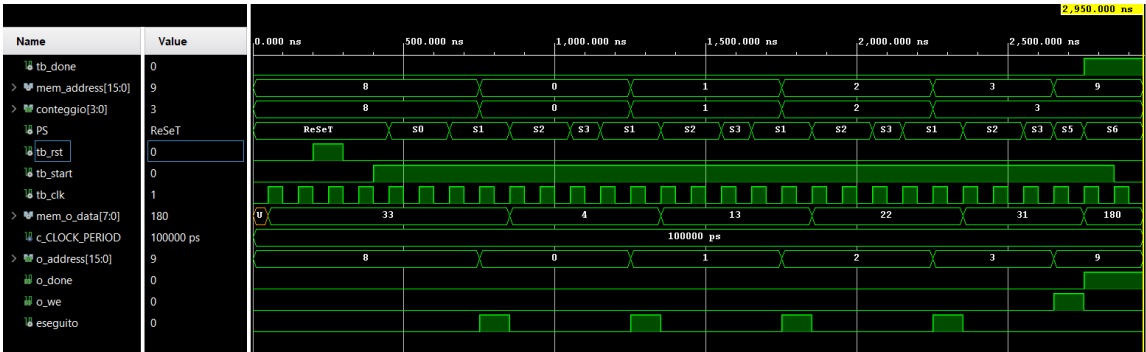 2,950.000 ns
Name Value 0.000 ns 500.000 ns 1,000.000 ns 1,500.000 ns 2,000.000 ns 2,500.000 ns
tb_done 0
mem_address[15:0] 9 8 0 1 2 3 9
conteggio[3:0] 3 8 0 1 2 3
PS ReSeT ReSeT S0 S1 S2 S3 S1 S2 S3 S1 S2 S3 S1 S2 S3 S5 S6
tb_rst 0
tb_start 0
tb_clk 1
mem_o_data[7:0] 180 U 33 4 13 22 31 180
c_CLOCK_PERIOD 100000 ps 100000 ps
o_address[15:0] 9 8 0 1 2 3 9
o_done 0
o_we 0
eseguito 0